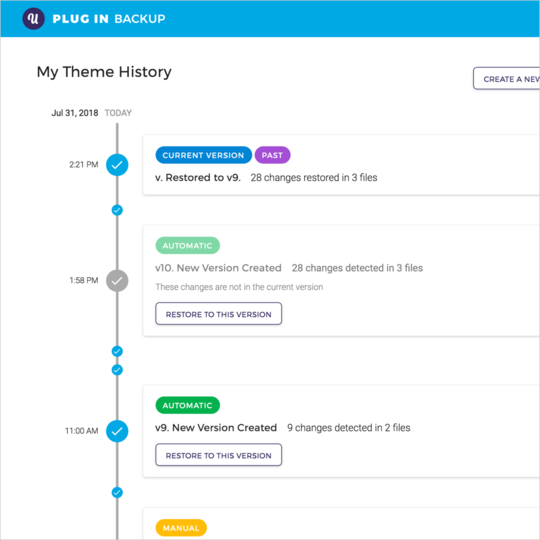 U PLUG IN BACKUP
My Theme History
CREATE A NEW
Jul 31, 2018 TODAY
CURRENT VERSION PAST
2:21 PM
v. Restored to v9. 28 changes restored in 3 files
AUTOMATIC
v10. New Version Created 28 changes detected in 3 files
1:58 PM
These changes are not in the current version
RESTORE TO THIS VERSION
AUTOMATIC
v9. New Version Created 9 changes detected in 2 files
11:00 AM
RESTORE TO THIS VERSION
MANUAL